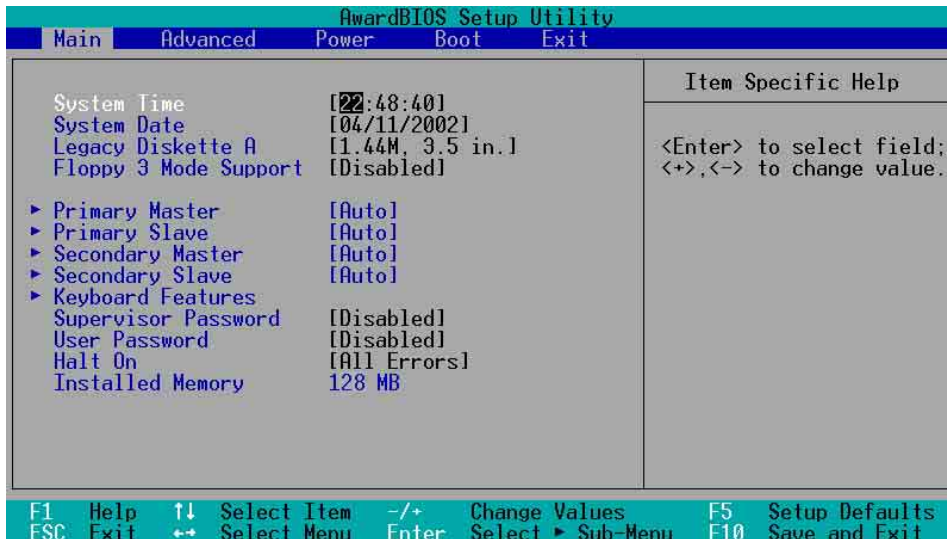 AwardBIOS Setup Utility
Main Advanced Power Boot Exit
System Time [22:48:40]
System Date [04/11/2002]
Legacy Diskette A [1.44M, 3.5 in.]
Floppy 3 Mode Support [Disabled]
► Primary Master [Auto]
► Primary Slave [Auto]
► Secondary Master [Auto]
► Secondary Slave [Auto]
► Keyboard Features
Supervisor Password [Disabled]
User Password [Disabled]
Halt On [All Errors]
Installed Memory 128 MB
Item Specific Help
<Enter> to select field;
<+>,<-> to change value.
F1 Help ↑↓ Select Item -/+ Change Values F5 Setup Defaults
ESC Exit ←→ Select Menu Enter Select ► Sub-Menu F10 Save and Exit